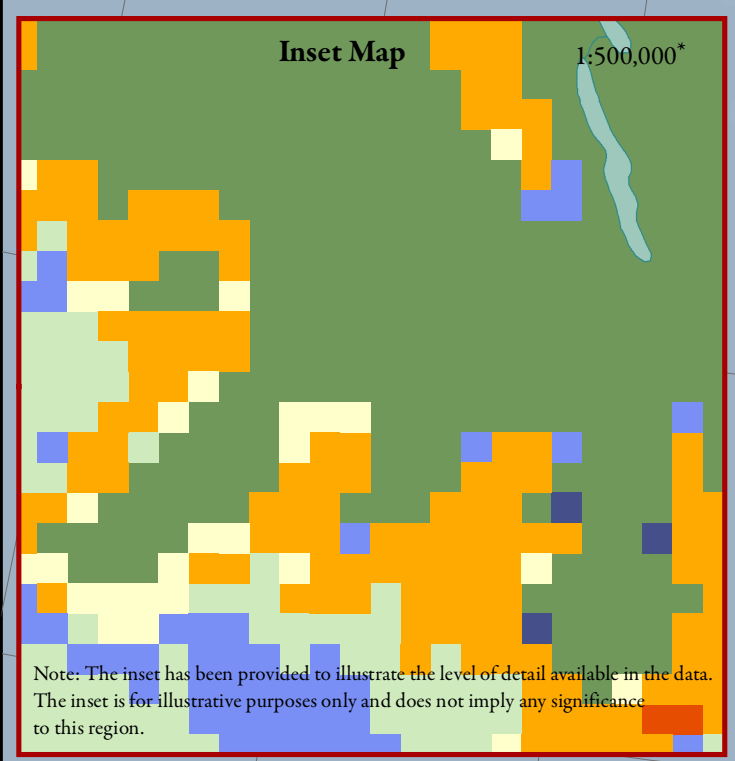 Inset Map
1:500,000*
Note: The inset has been provided to illustrate the level of detail available in the data.
The inset is for illustrative purposes only and does not imply any significance
to this region.